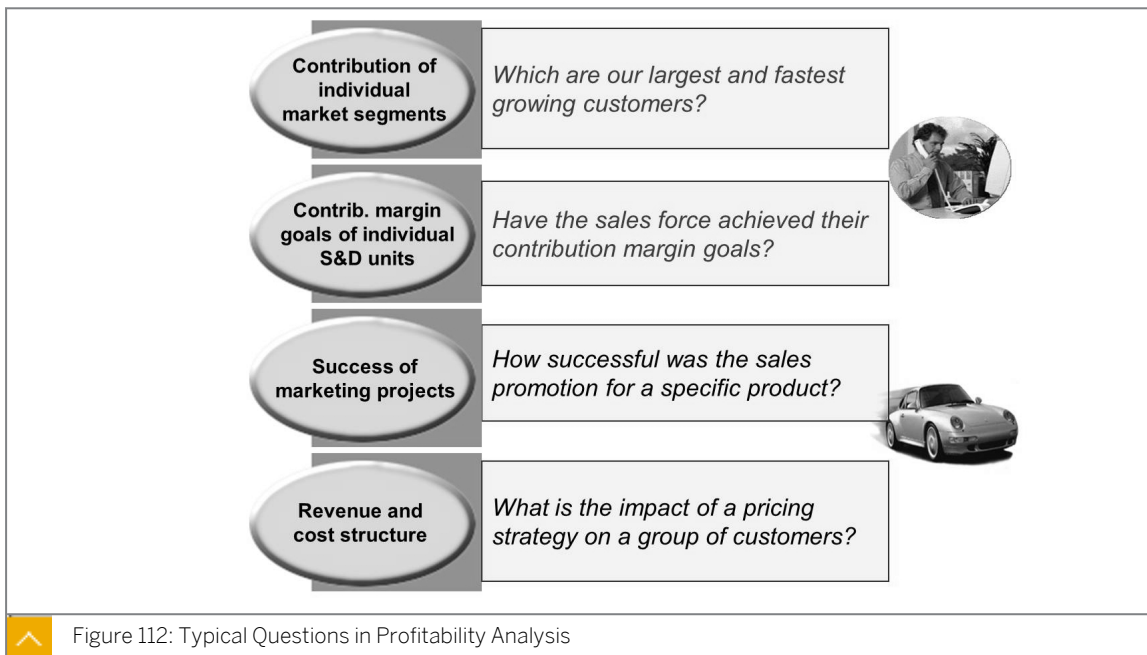 Contribution of
individual
market segments
Which are our largest and fastest
growing customers?
Contrib. margin
goals of individual
S&D units
Have the sales force achieved their
contribution margin goals?
Success of
marketing projects
How successful was the sales
promotion for a specific product?
Revenue and
cost structure
What is the impact of a pricing
strategy on a group of customers?
Figure 112: Typical Questions in Profitability Analysis